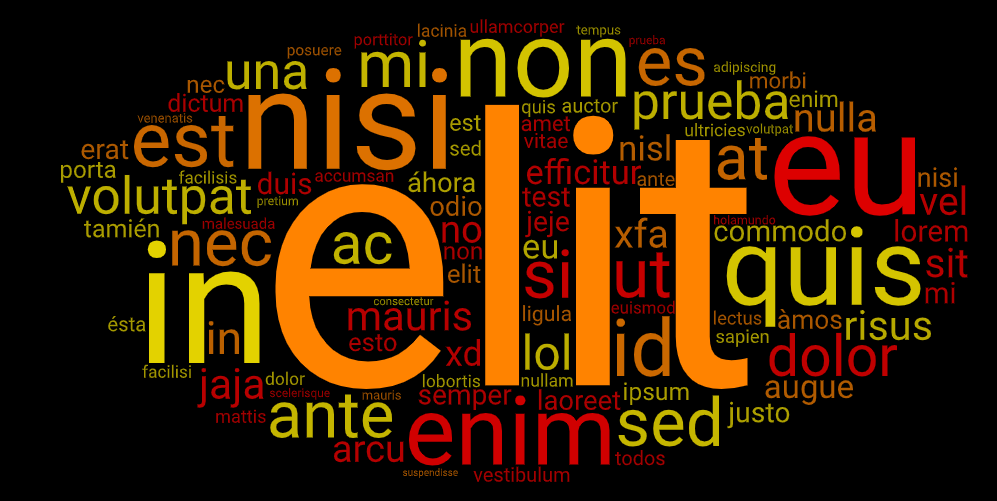 lacinia ullamcorper tempus
posuere porttitor prueba
una mi non es adipiscing
nec morbi
dictum nisi quis auctor prueba enim
venenatis est est amet ultricies volutpat nulla
erat sed vitae nisl at eu
porta facilisis duis accumsan áhora efficitur ante nisi
volutpat pretium odio test vel
tamién malesuada no jeje holamundo
nec ac non eu xfa commodo lorem
in elit elit si ut quis sit
consectetur mi
ésta in mauris ligula euismod lectus àmos risus
esto xd lol id sapien dolor
facilisi jaja dolor lobortis nullam
scelerisque mauris semper laoreet ipsum augue
mattis ante enim sed justo
arcu todos
suspendisse vestibulum